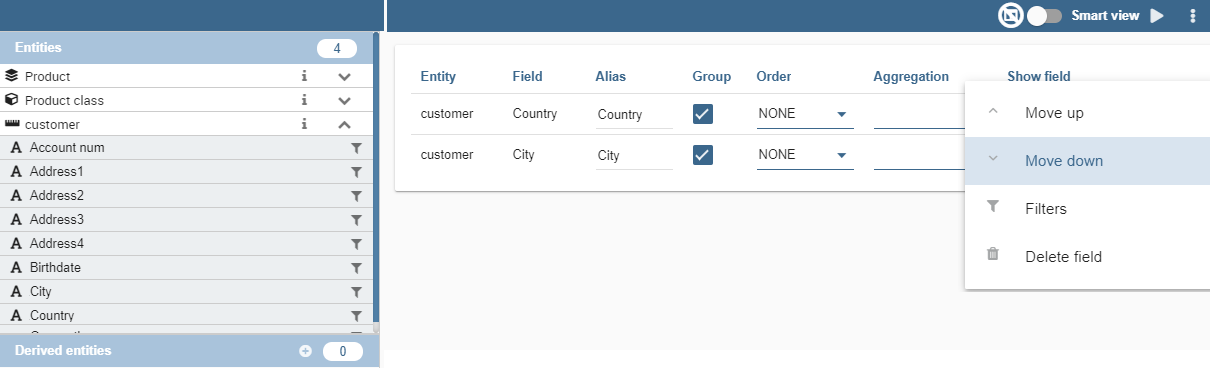 Smart view
Entities 4
Product
Product class
customer
A Account num
A Address1
A Address2
A Address3
A Address4
A Birthdate
A City
A Country
Derived entities 0
Entity Field Alias Group Order Aggregation Show field
customer Country Country NONE
customer City City NONE
Move up
Move down
Filters
Delete field